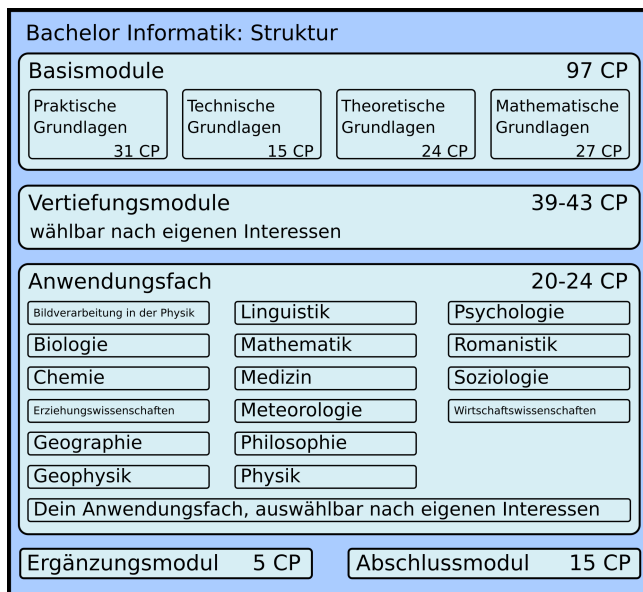 Bachelor Informatik: Struktur
Basismodule 97 CP
Praktische Grundlagen 31 CP
Technische Grundlagen 15 CP
Theoretische Grundlagen 24 CP
Mathematische Grundlagen 27 CP
Vertiefungsmodule 39-43 CP
wählbar nach eigenen Interessen
Anwendungsfach 20-24 CP
Bildverarbeitung in der Physik
Biologie
Chemie
Erziehungswissenschaften
Geographie
Geophysik
Linguistik
Mathematik
Medizin
Meteorologie
Philosophie
Physik
Psychologie
Romanistik
Soziologie
Wirtschaftswissenschaften
Dein Anwendungsfach, auswählbar nach eigenen Interessen
Ergänzungsmodul 5 CP
Abschlussmodul 15 CP